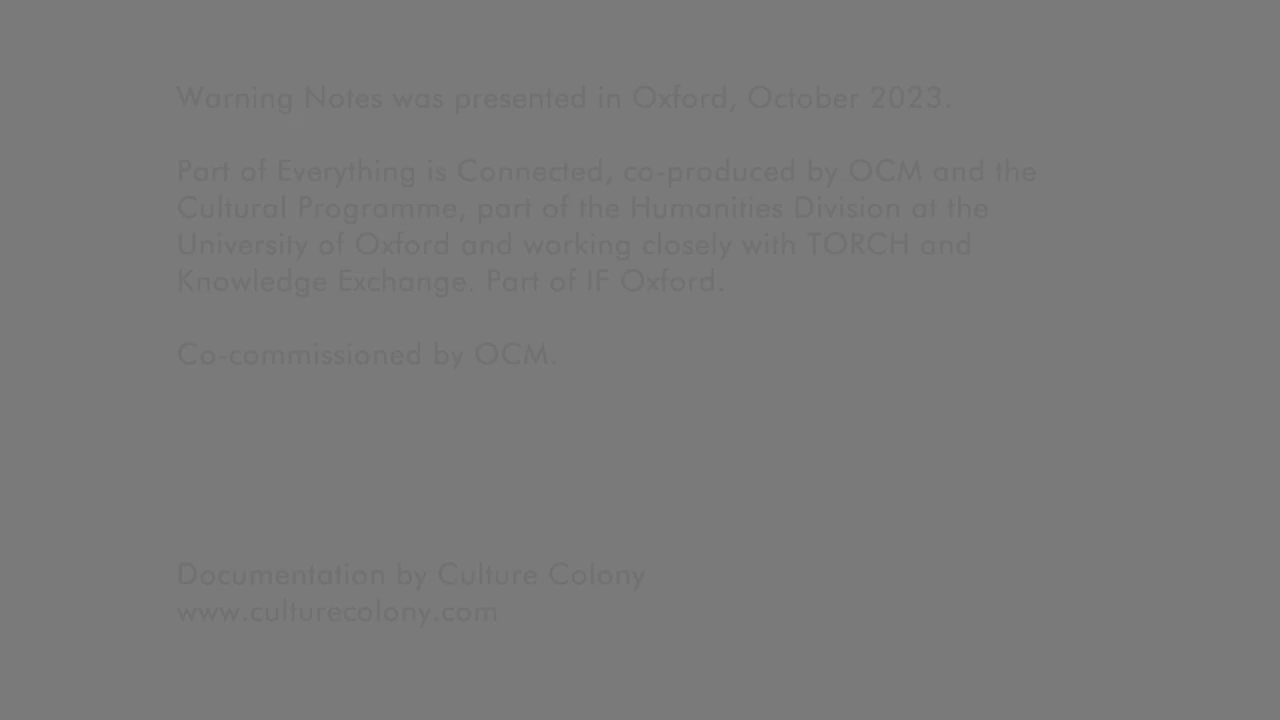 Warning Notes was presented in Oxford, October 2023.
Part of Everything is Connected, co-produced by OCM and the
Cultural Programme, part of the Humanities Division at the
University of Oxford and working closely with TORCH and
Knowledge Exchange. Part of IF Oxford.
Co-commissioned by OCM.
Documentation by Culture Colony
www.culturecolony.com